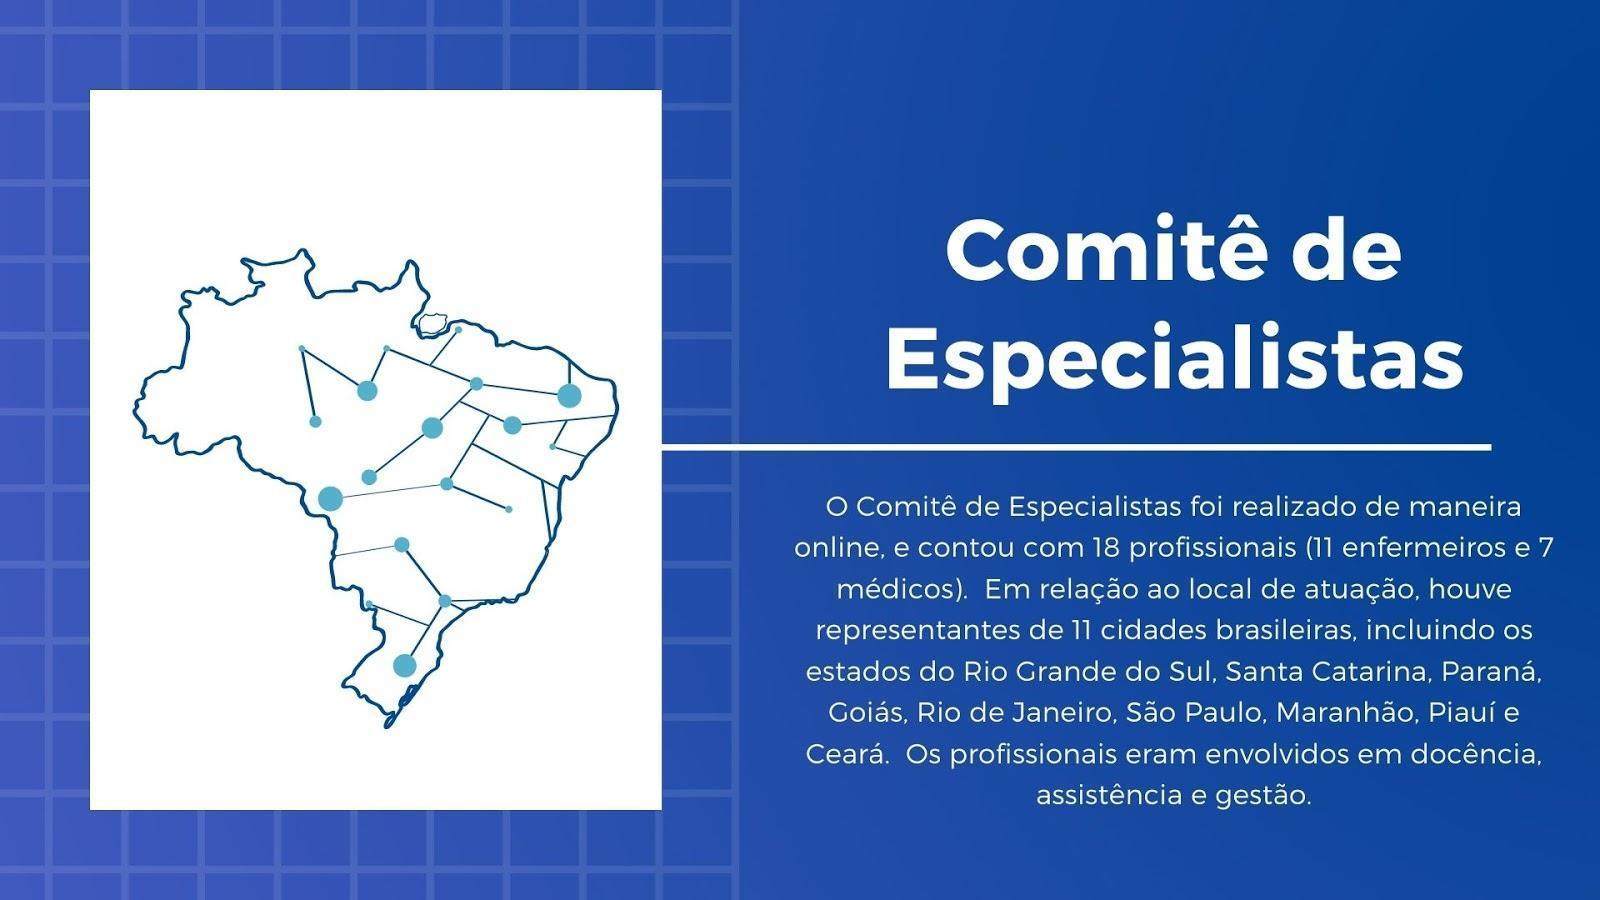 Comitê de
Especialistas
O Comitê de Especialistas foi realizado de maneira
online, e contou com 18 profissionais (11 enfermeiros e 7
médicos).  Em relação ao local de atuação, houve
representantes de 11 cidades brasileiras, incluindo os
estados do Rio Grande do Sul, Santa Catarina, Paraná,
Goiás, Rio de Janeiro, São Paulo, Maranhão, Piauí e
Ceará.  Os profissionais eram envolvidos em docência,
assistência e gestão.